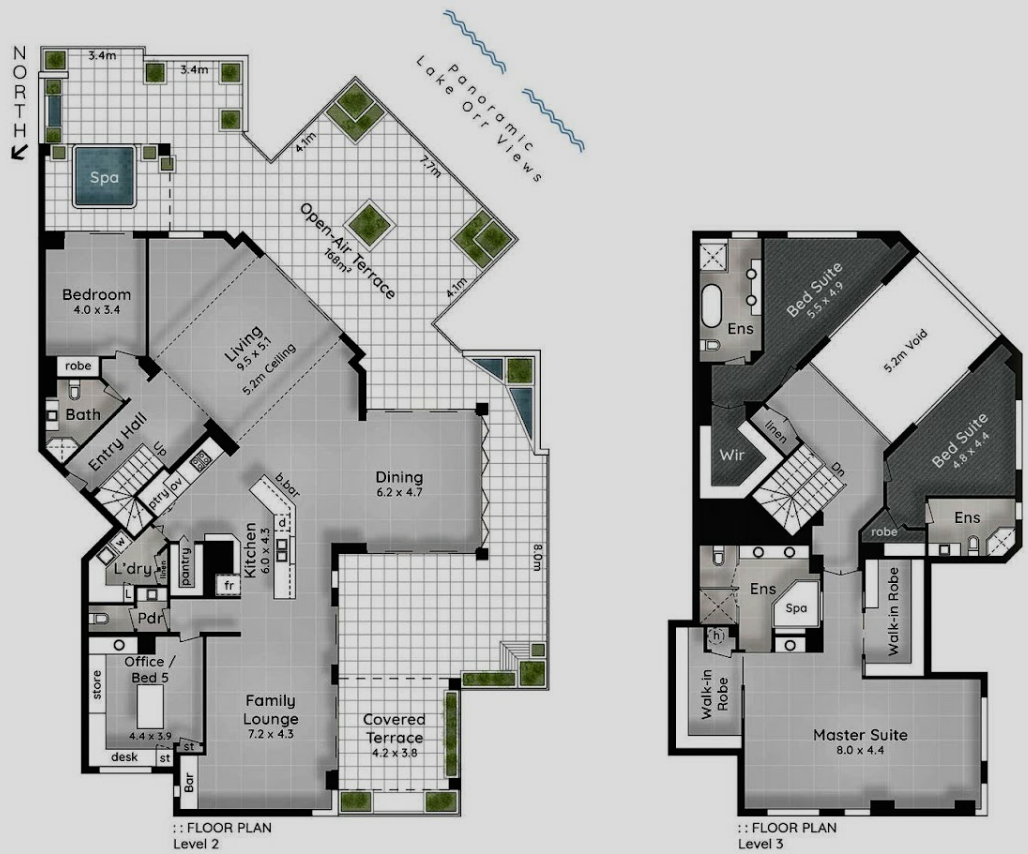 NORTH
3.4m
3.4m
Panoramic
Lake Orr Views
4.1m
7.7m
Spa
Open-Air Terrace
168m²
4.1m
Bedroom
4.0 x 3.4
Living
9.5 x 5.1
5.2m Ceiling
robe
Bath
Entry Hall
Up
ptry
ov
b.bar
d
Dining
6.2 x 4.7
Kitchen
6.0 x 4.3
w
L'dry
linen
pantry
fr
L
Pdr
8.0m
Office /
Bed 5
4.4 x 3.9
store
desk
st
st
Bar
Family
Lounge
7.2 x 4.3
Covered
Terrace
4.2 x 3.8
:: FLOOR PLAN
Level 2
Ens
Bed Suite
5.5 x 4.9
5.2m Void
Wir
linen
Dn
Bed Suite
4.8 x 4.4
robe
Ens
Ens
Spa
h
Walk-in Robe
Walk-in
Robe
Master Suite
8.0 x 4.4
:: FLOOR PLAN
Level 3